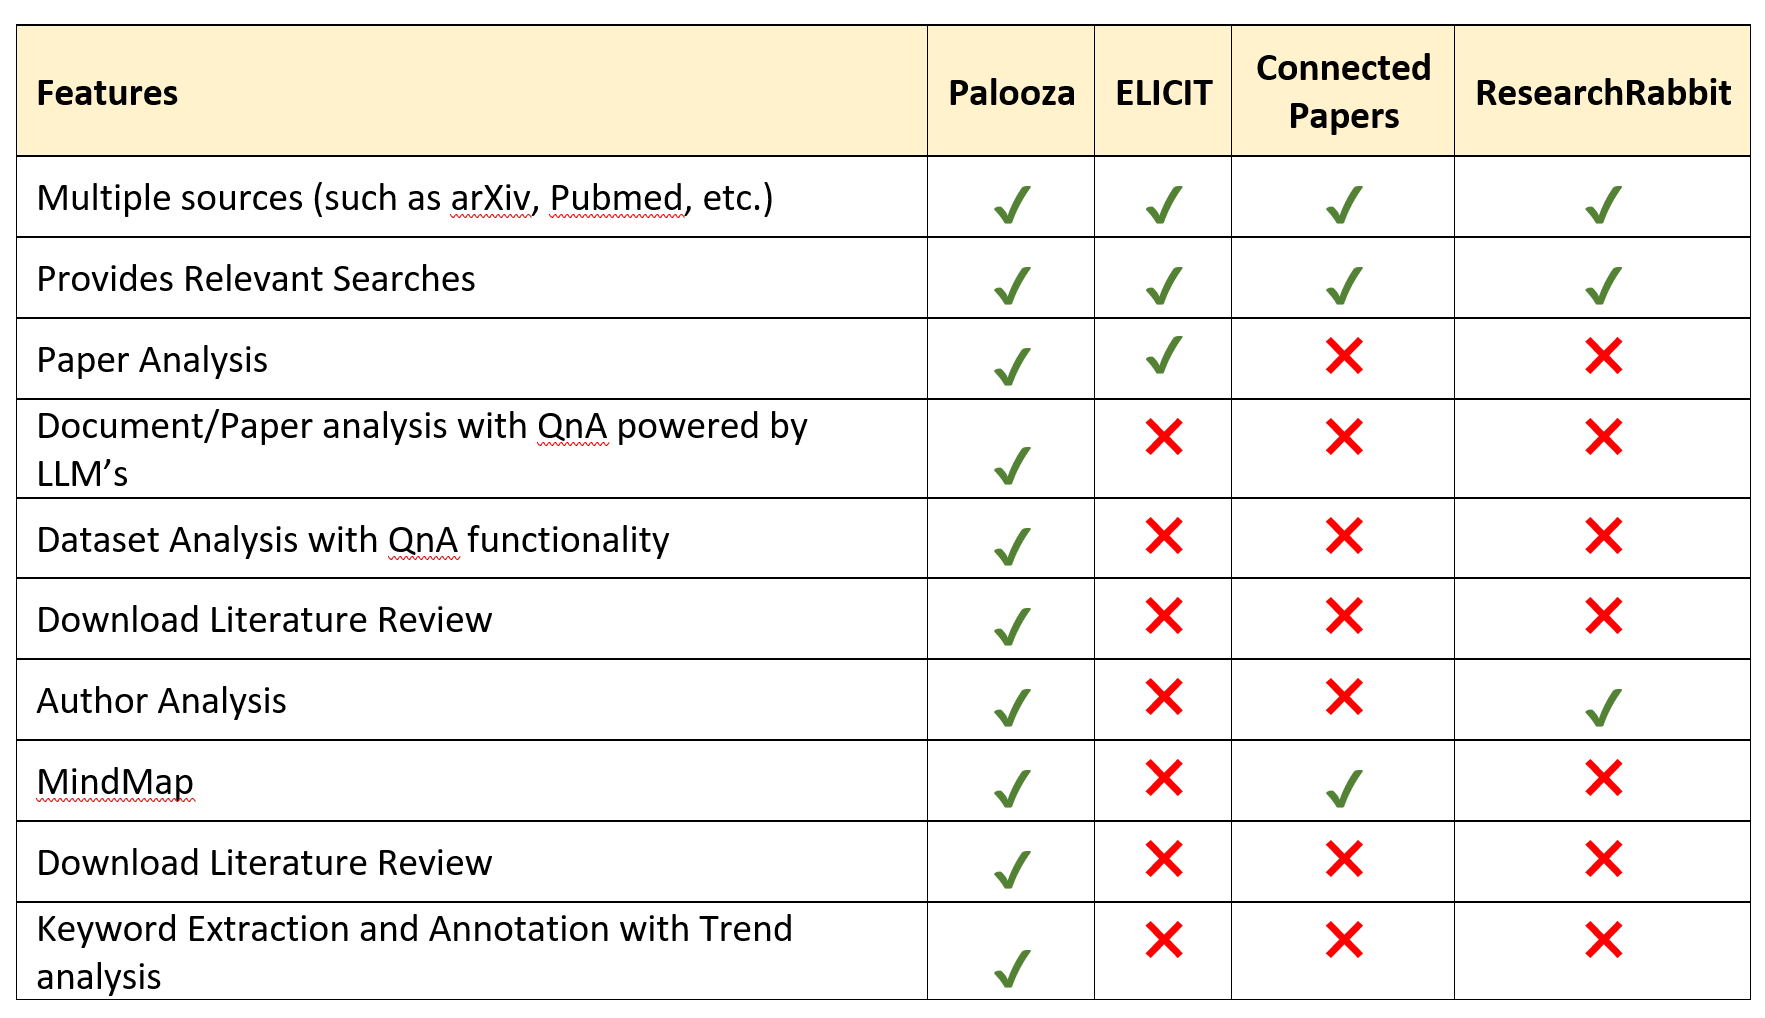 Features Palooza ELICIT Connected Papers ResearchRabbit
Multiple sources (such as arXiv, Pubmed, etc.) ✓ ✓ ✓ ✓
Provides Relevant Searches ✓ ✓ ✓ ✓
Paper Analysis ✓ ✓ ✕ ✕
Document/Paper analysis with QnA powered by
LLM’s ✓ ✕ ✕ ✕
Dataset Analysis with QnA functionality ✓ ✕ ✕ ✕
Download Literature Review ✓ ✕ ✕ ✕
Author Analysis ✓ ✕ ✕ ✓
MindMap ✓ ✕ ✓ ✕
Download Literature Review ✓ ✕ ✕ ✕
Keyword Extraction and Annotation with Trend
analysis ✓ ✕ ✕ ✕